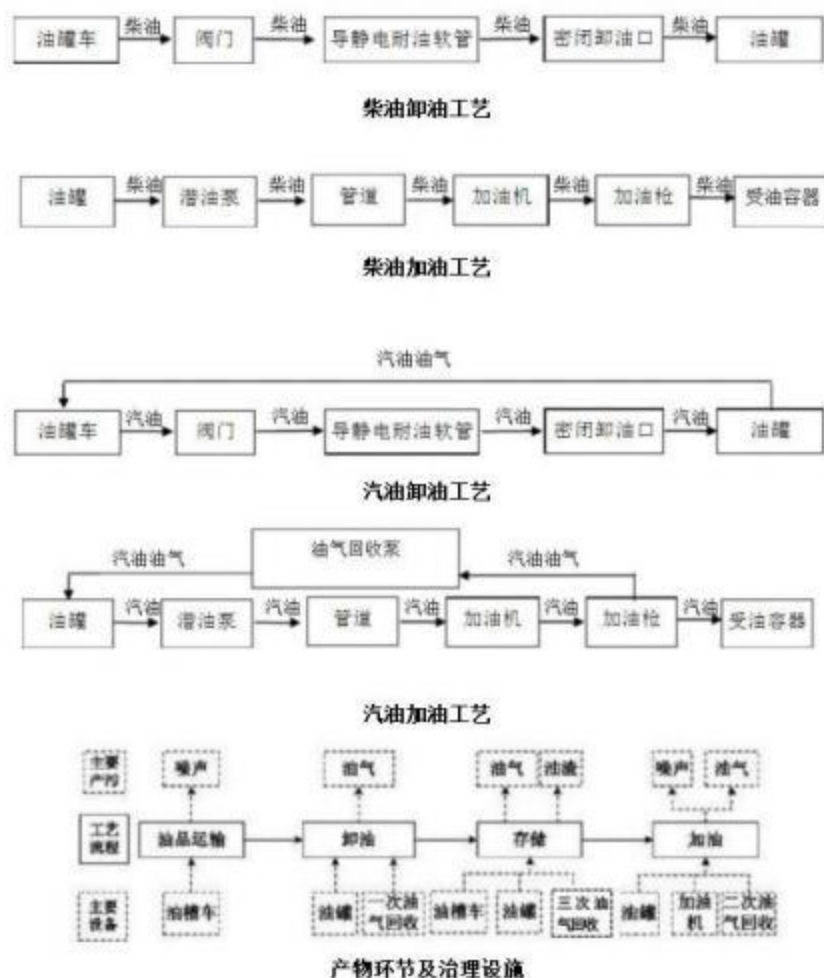 柴油 柴油 柴油 柴油
油罐车 阀门 导静电耐油软管 密闭卸油口 油罐
柴油卸油工艺
柴油 柴油 柴油 柴油 柴油
油罐 潜油泵 管道 加油机 加油枪 受油容器
柴油加油工艺
汽油油气
汽油 汽油 汽油 汽油
油罐车 阀门 导静电耐油软管 密闭卸油口 油罐
汽油卸油工艺
油气回收泵
汽油油气 汽油油气
汽油 汽油 汽油 汽油 汽油
油罐 潜油泵 管道 加油机 加油枪 受油容器
汽油加油工艺
主要 噪声 油气 油气 油渣 噪声 油气
产污
工艺 油品运输 卸油 存储 加油
流程
主要 油槽车 油罐 一次油 油槽车 油罐 三次油 油罐 加油 二次油
设备 气回收 气回收 机 气回收
产物环节及治理设施